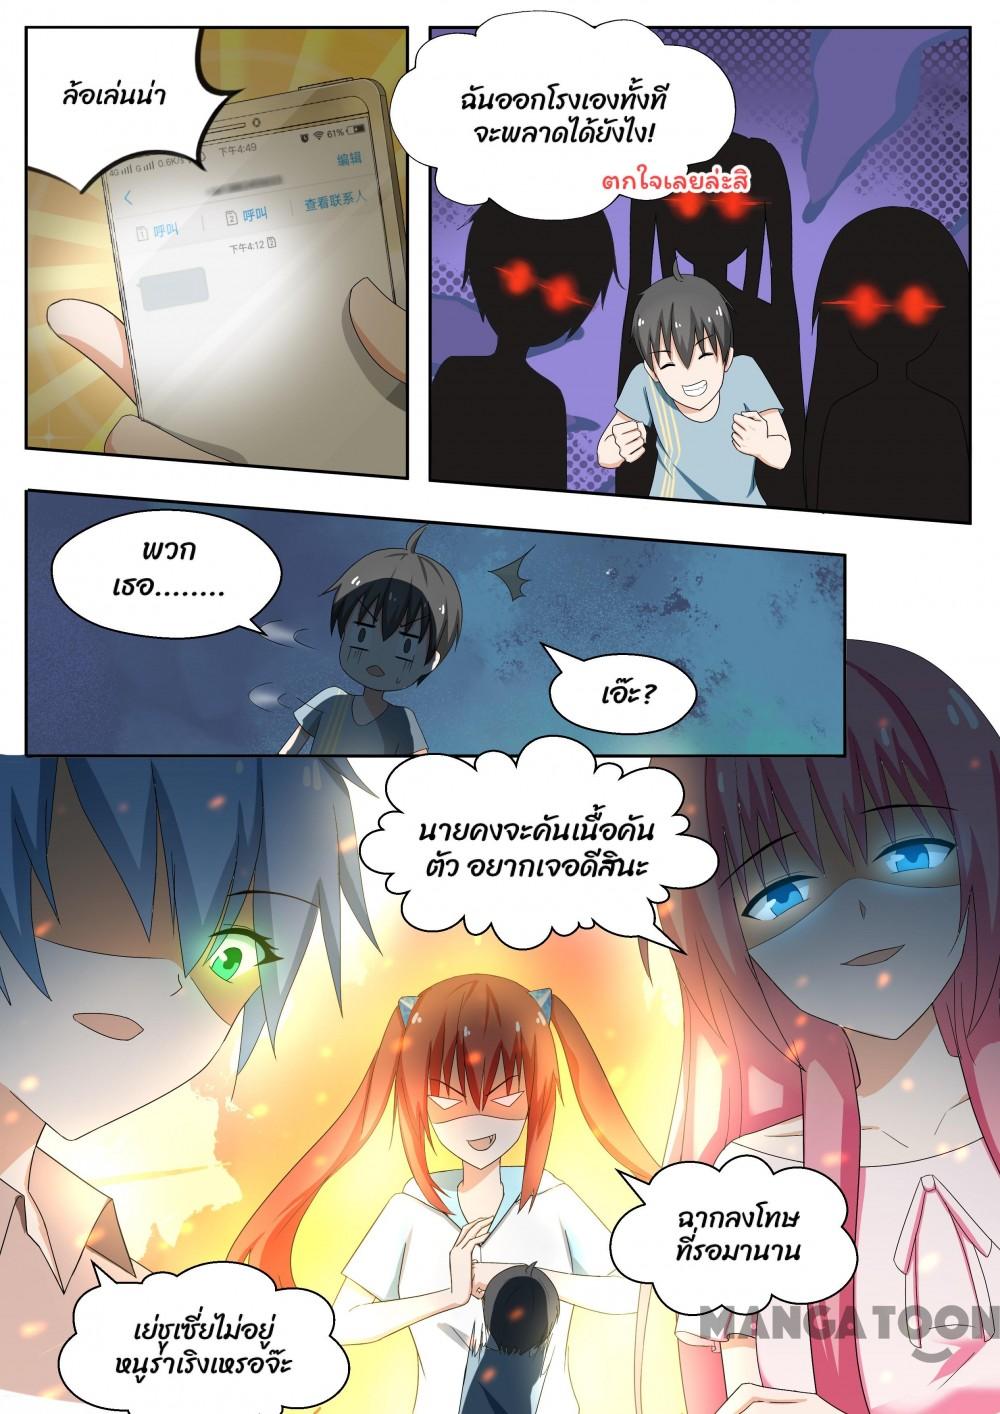 ล้อเล่นน่า
4G 0.6K/s
下午4:49
61%
编辑
1 呼叫
2 呼叫
查看联系人
下午4:12 2
ฉันออกโรงเองทั้งที
จะพลาดได้ยังไง!
ตกใจเลยล่ะสิ
พวก
เธอ........
เอ๊ะ?
นายคงจะคันเนื้อคัน
ตัว อยากเจอดีสินะ
ฉากลงโทษ
ที่รอมานาน
เย่ชูเซี่ยไม่อยู่
หนูร่าเริงเหรอจ๊ะ
MANGATOON